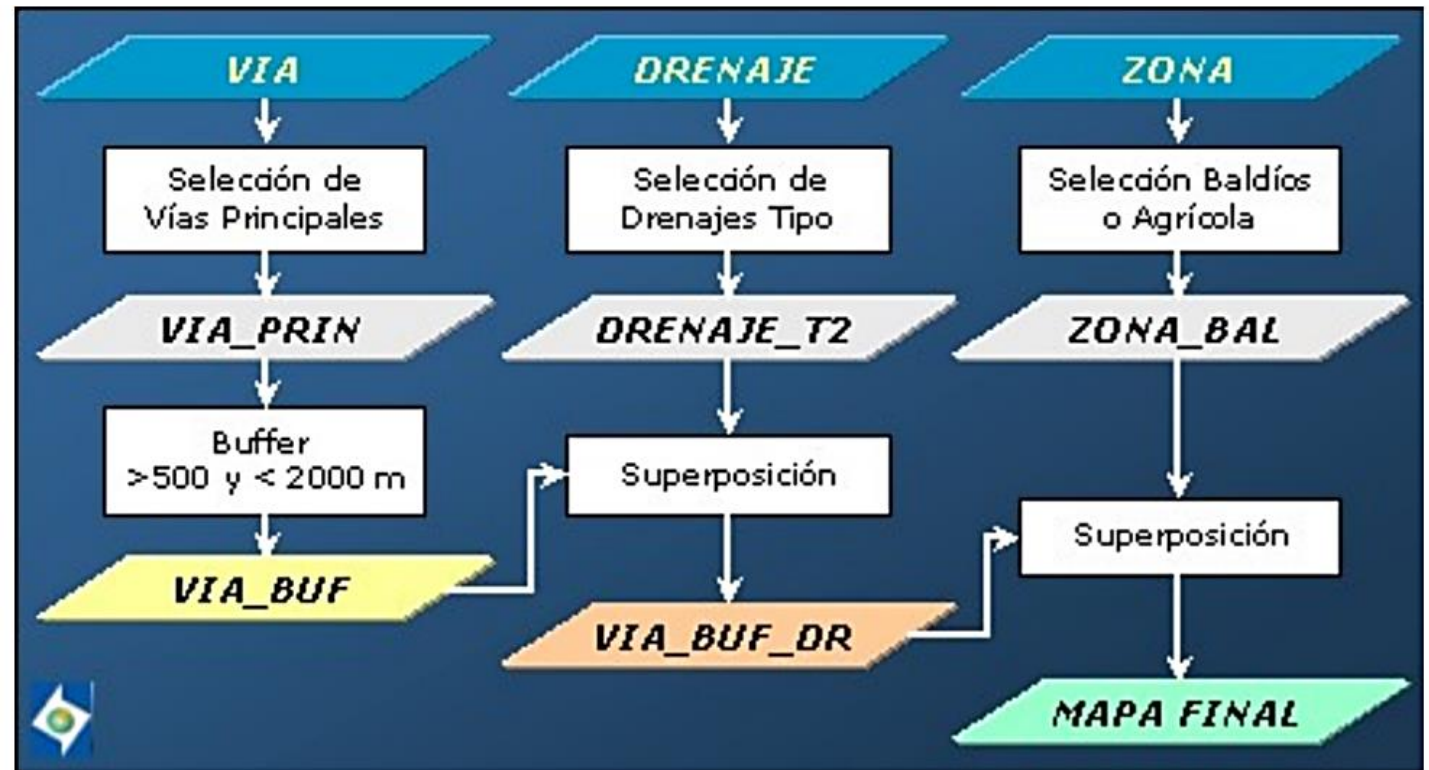 VIA
DRENAJE
ZONA
Selección de
Vías Principales
Selección de
Drenajes Tipo
Selección Baldíos
o Agrícola
VIA_PRIN
DRENAJE_T2
ZONA_BAL
Buffer
>500 y < 2000 m
Superposición
Superposición
VIA_BUF
VIA_BUF_DR
MAPA FINAL